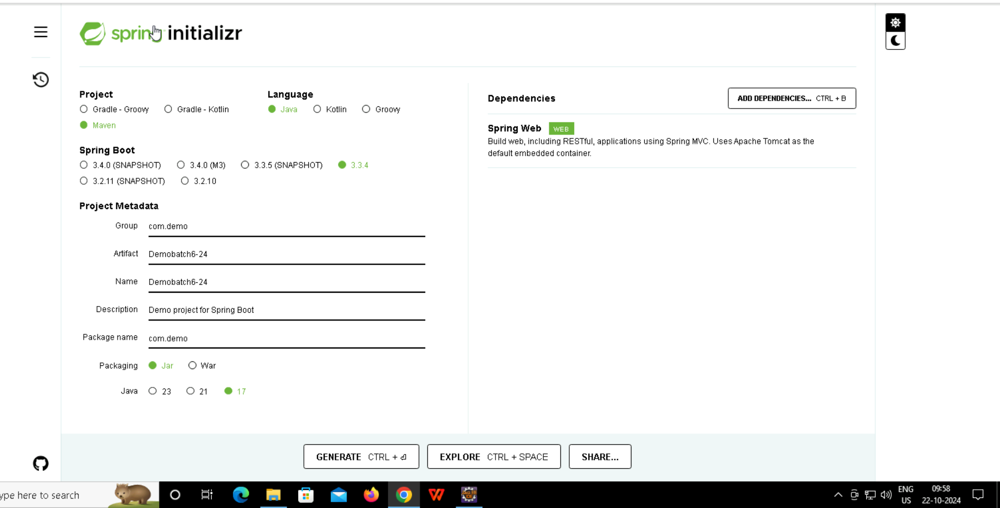 spring initializr
Project
Gradle - Groovy Gradle - Kotlin
Maven
Language
Java Kotlin Groovy
Spring Boot
3.4.0 (SNAPSHOT) 3.4.0 (M3) 3.3.5 (SNAPSHOT) 3.3.4
3.2.11 (SNAPSHOT) 3.2.10
Project Metadata
Group com.demo
Artifact Demobatch6-24
Name Demobatch6-24
Description Demo project for Spring Boot
Package name com.demo
Packaging Jar War
Java 23 21 17
Dependencies ADD DEPENDENCIES... CTRL + B
Spring Web WEB
Build web, including RESTful, applications using Spring MVC. Uses Apache Tomcat as the
default embedded container.
GENERATE CTRL + ⏎ EXPLORE CTRL + SPACE SHARE...
ype here to search
ENG 09:58
US 22-10-2024